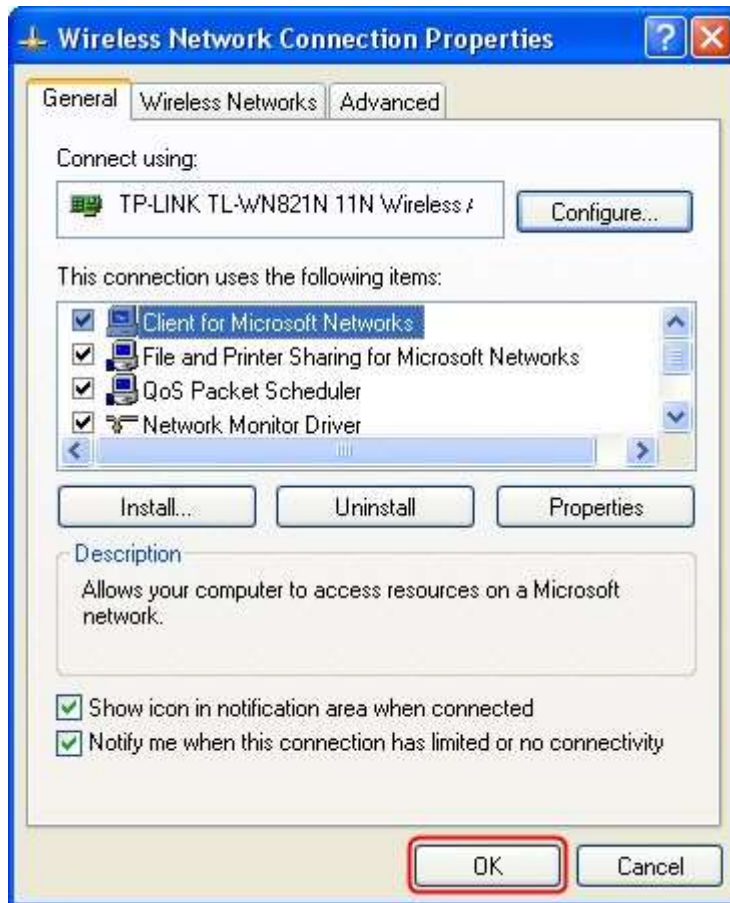 Wireless Network Connection Properties
General Wireless Networks Advanced
Connect using:
TP-LINK TL-WN821N 11N Wireless Configure...
This connection uses the following items:
Client for Microsoft Networks
File and Printer Sharing for Microsoft Networks
QoS Packet Scheduler
Network Monitor Driver
Install... Uninstall Properties
Description
Allows your computer to access resources on a Microsoft
network.
Show icon in notification area when connected
Notify me when this connection has limited or no connectivity
OK Cancel